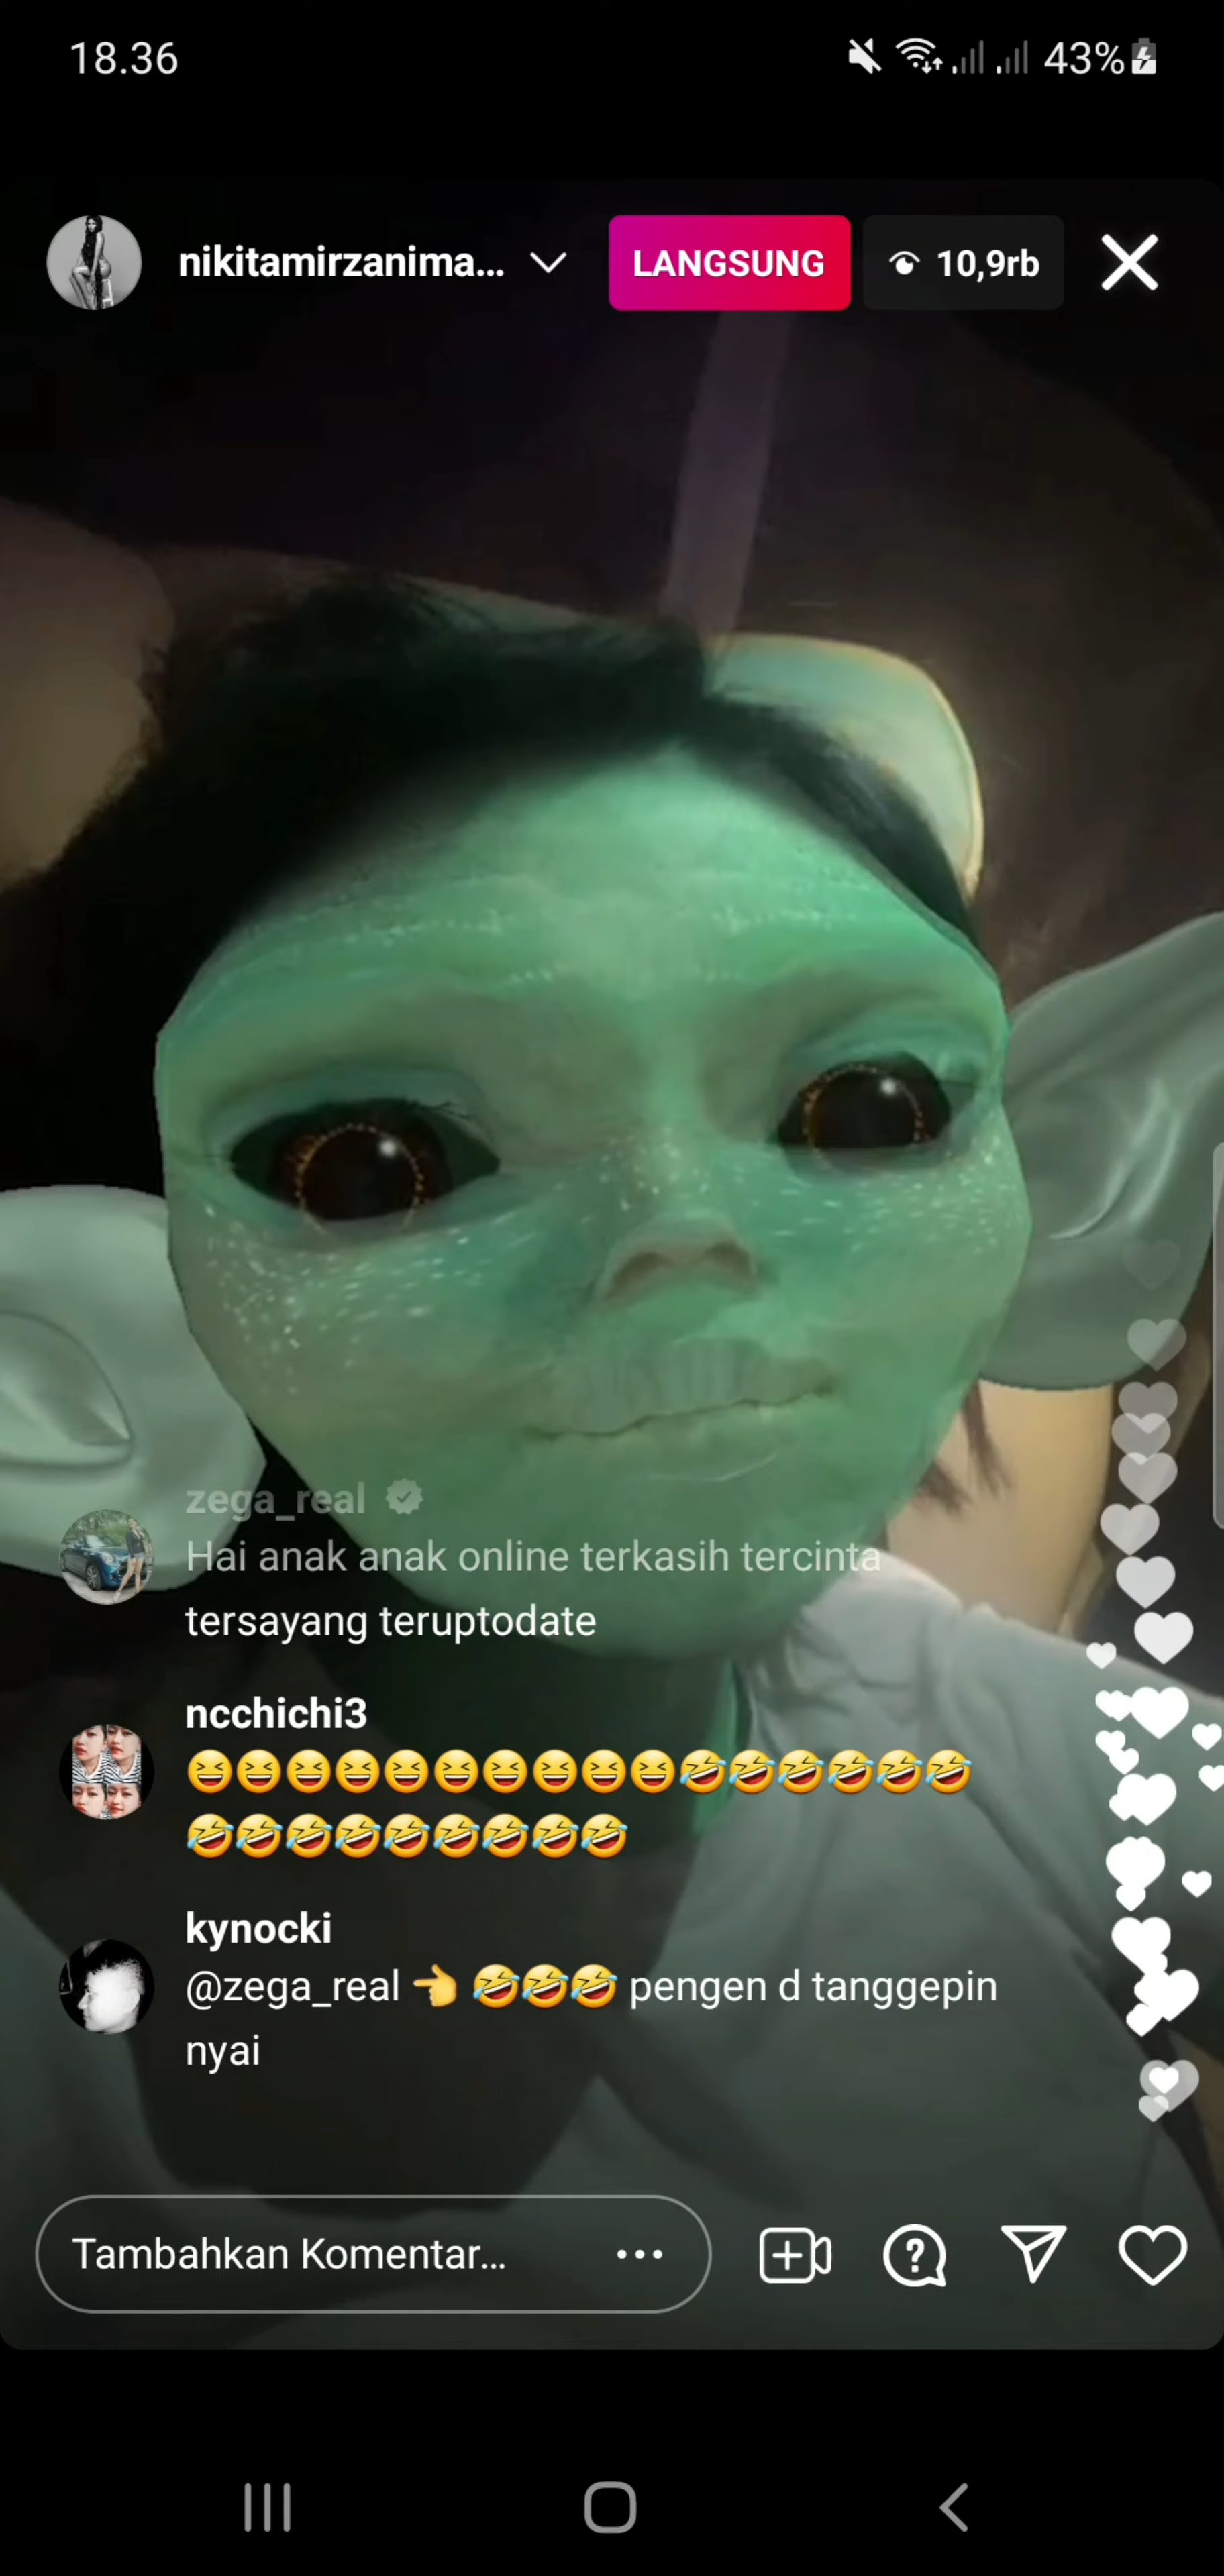 18.36
43%
nikitamirzanima...
LANGSUNG
10,9rb
zega_real
Hai anak anak online terkasih tercinta
tersayang teruptodate
ncchichi3
😆😆😆😆😆😆😆😆😆😆🤣🤣🤣🤣🤣🤣
🤣🤣🤣🤣🤣🤣🤣🤣🤣
kynocki
@zega_real 👈 🤣🤣🤣 pengen d tanggepin
nyai
Tambahkan Komentar...